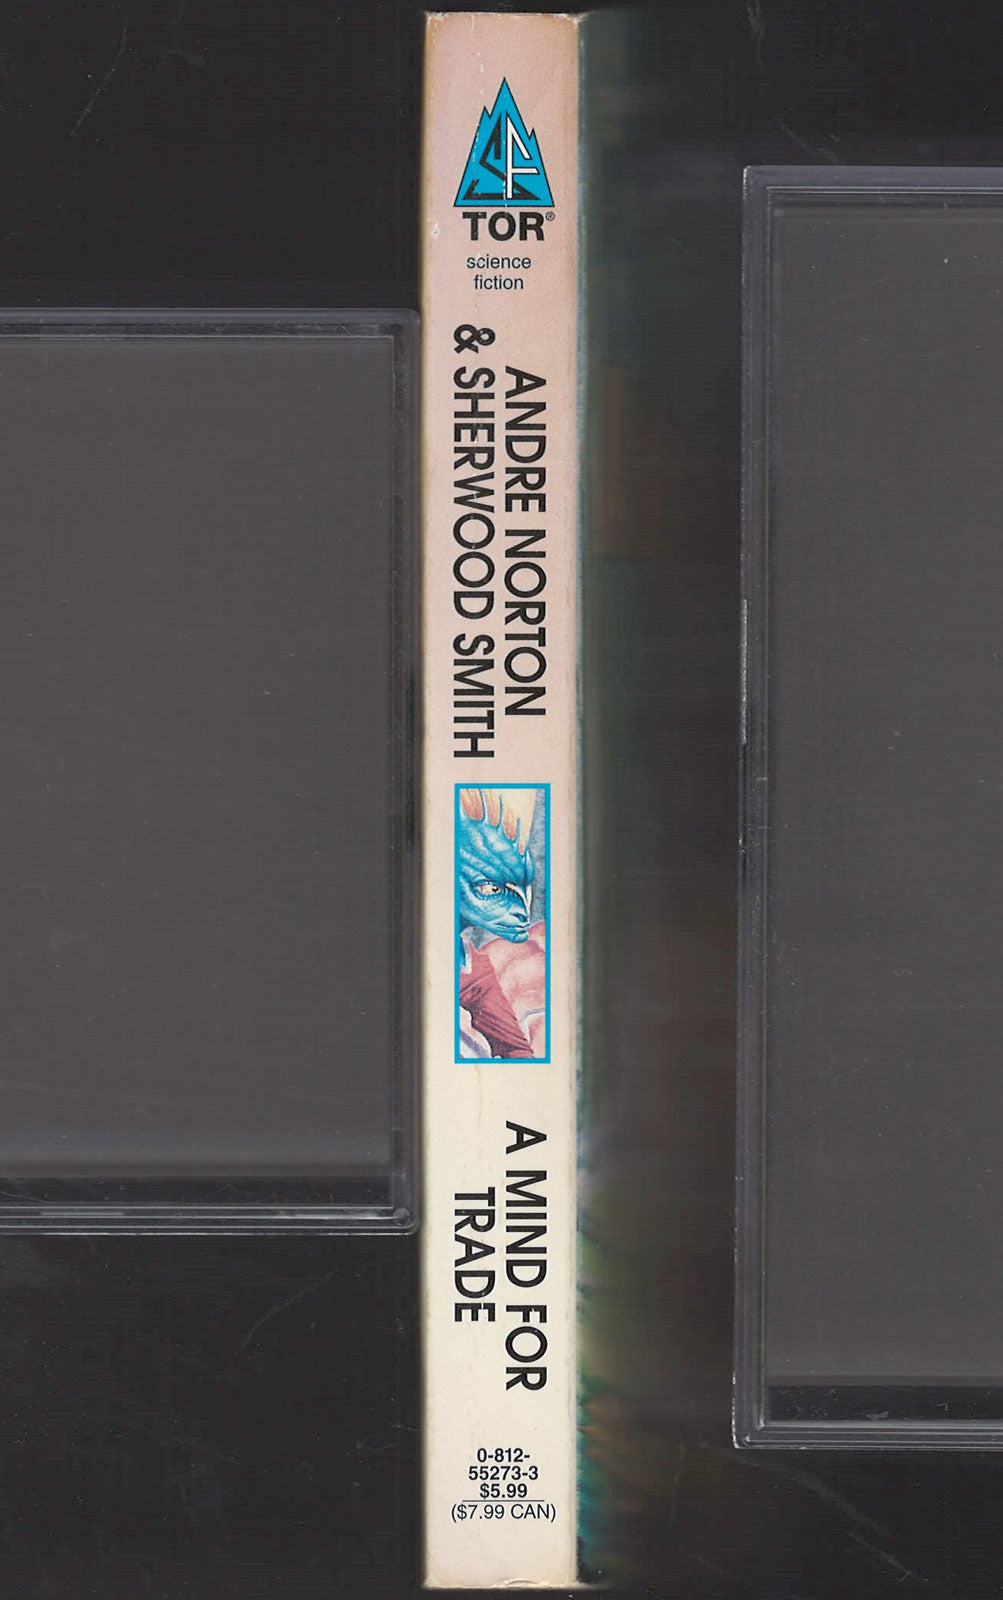 SF
TOR®
science
fiction
ANDRE NORTON
& SHERWOOD SMITH
A MIND FOR
TRADE
0-812-
55273-3
$5.99
($7.99 CAN)